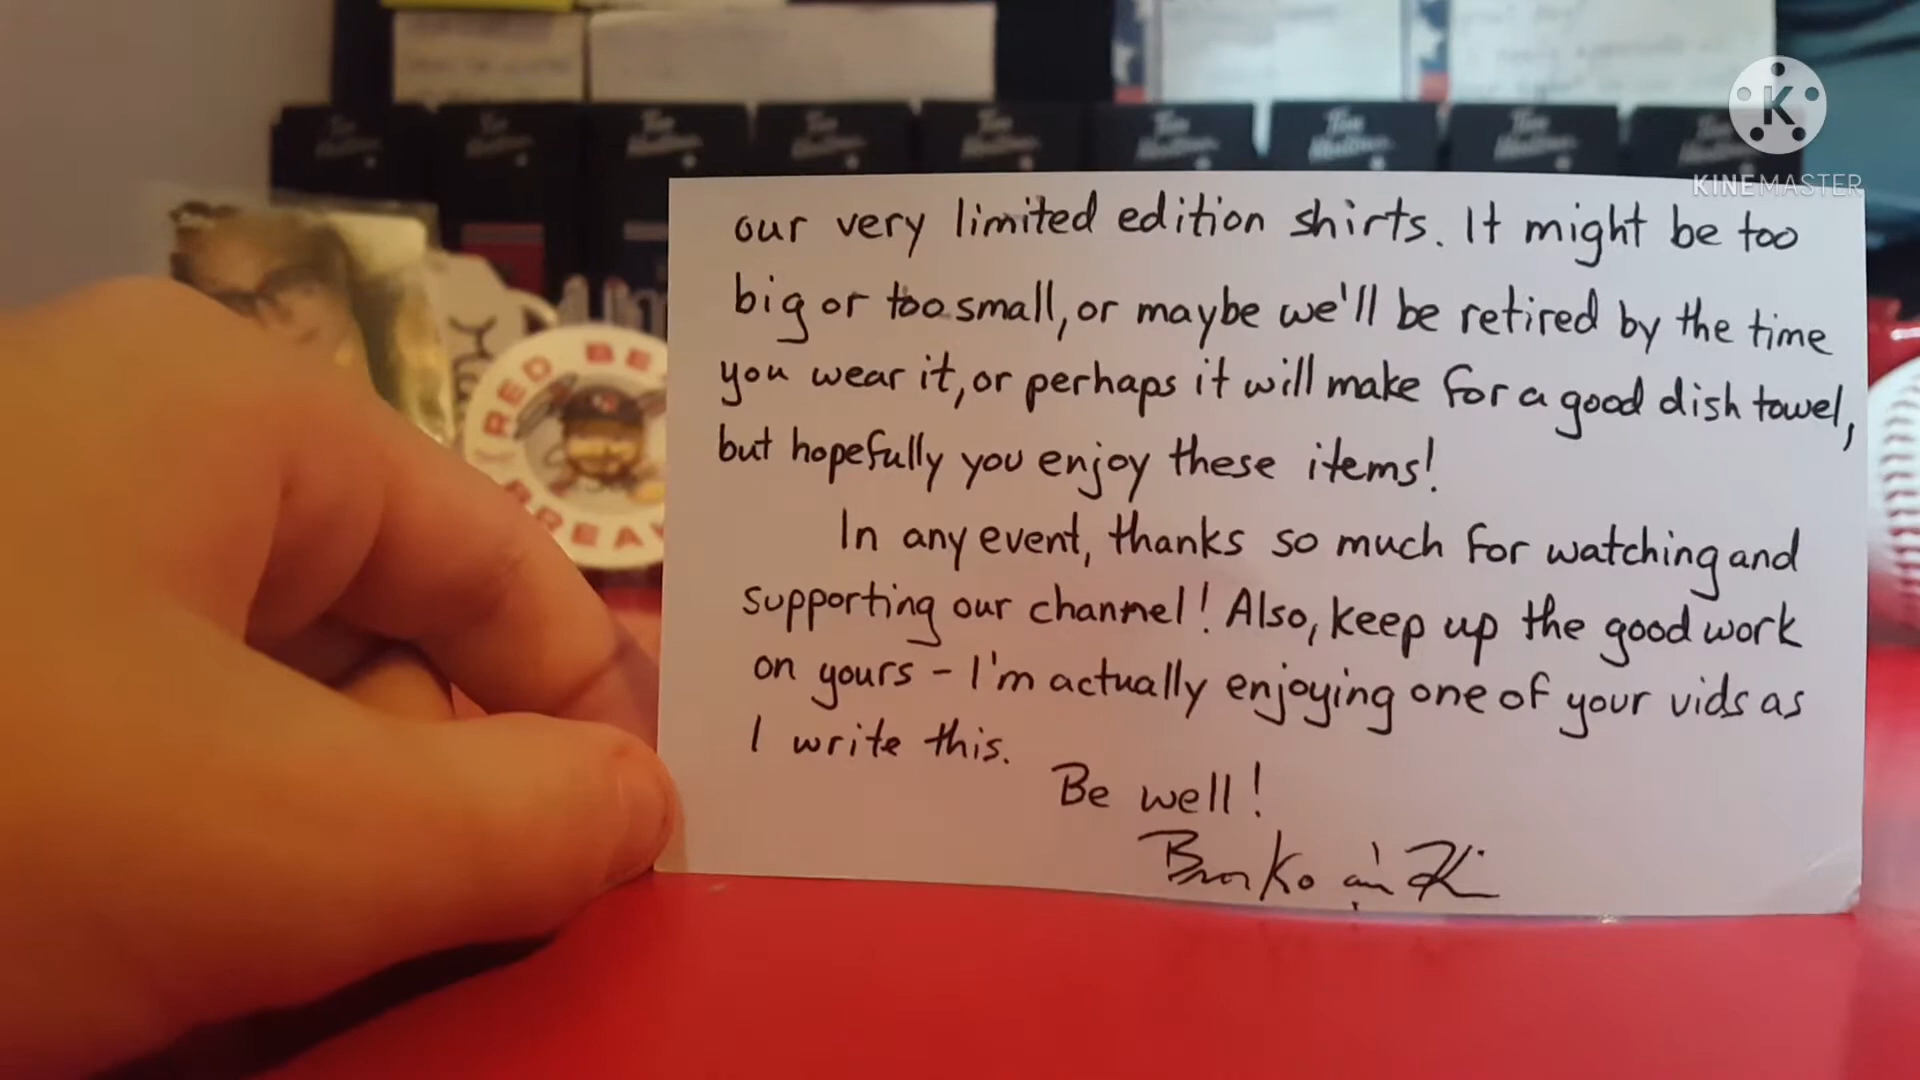 KINEMASTER
our very limited edition shirts. It might be too
big or too small, or maybe we'll be retired by the time
you wear it, or perhaps it will make for a good dish towel,
but hopefully you enjoy these items!
In any event, thanks so much for watching and
supporting our channel! Also, keep up the good work
on yours - I'm actually enjoying one of your vids as
I write this.
Be well!
RED BE
BREA